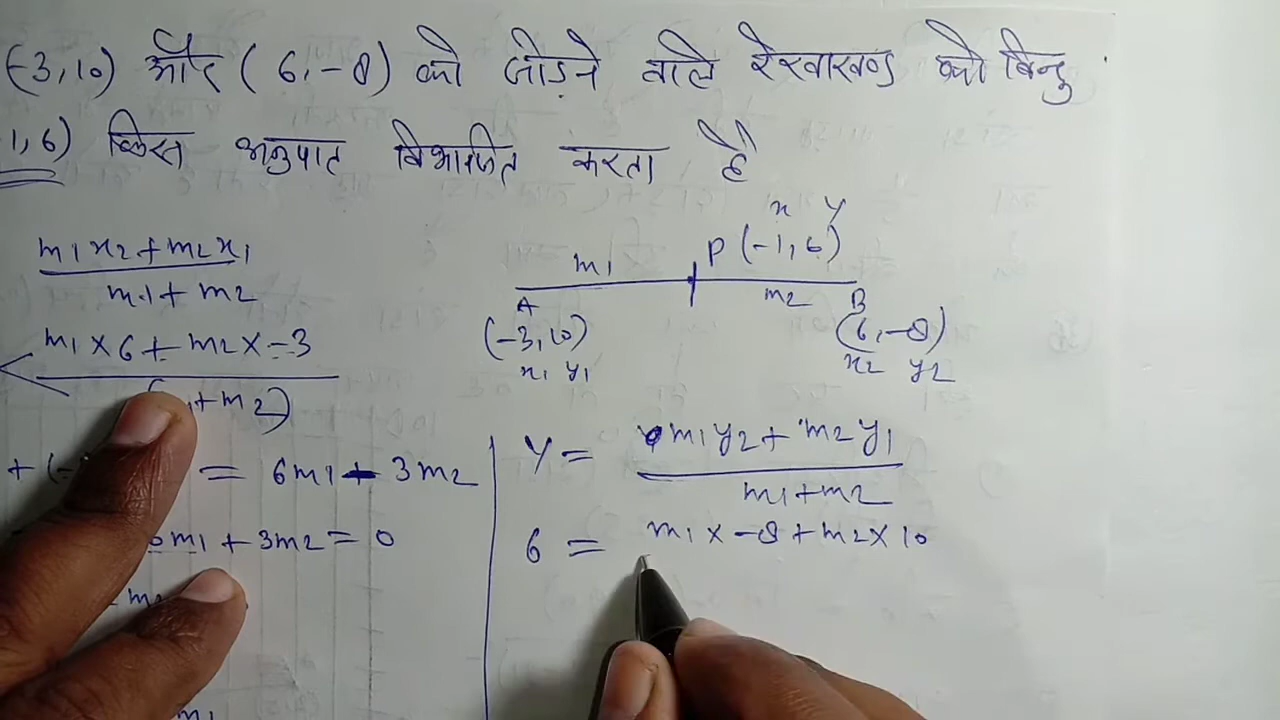 (-3,10) और (6,-8) को जोड़ने वाले रेखाखण्ड को बिन्दु
1,6) किस अनुपात विभाजित करता है
m1x2+m2x1
m1+m2
m1×6+m2×-3
+m2)
= 6m1+3m2
6m1+3m2=0
x y
P(-1,6)
m1
m2
A
B
(-3,10)
(6,-8)
x1 y1
x2 y2
y= m1y2+m2y1
m1+m2
6 = m1×-8+m2×10